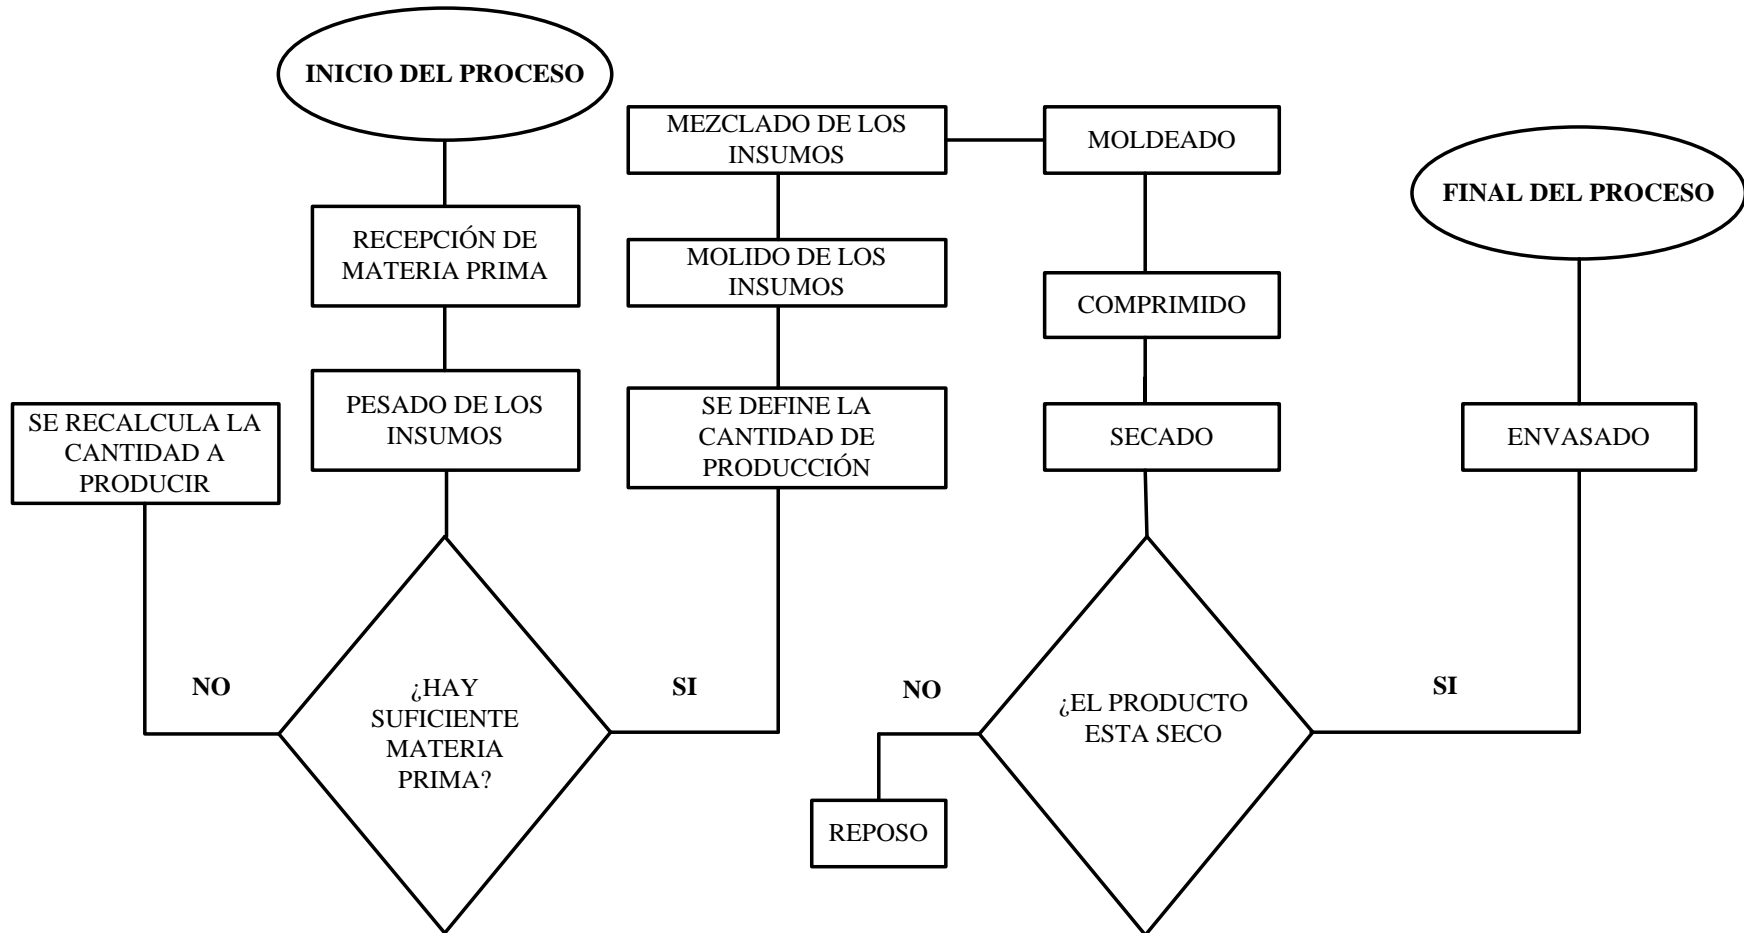 INICIO DEL PROCESO
RECEPCIÓN DE
MATERIA PRIMA
PESADO DE LOS
INSUMOS
¿HAY
SUFICIENTE
MATERIA
PRIMA?
NO
SE RECALCULA LA
CANTIDAD A
PRODUCIR
SI
SE DEFINE LA
CANTIDAD DE
PRODUCCIÓN
MOLIDO DE LOS
INSUMOS
MEZCLADO DE LOS
INSUMOS
MOLDEADO
COMPRIMIDO
SECADO
¿EL PRODUCTO
ESTA SECO
NO
REPOSO
SI
ENVASADO
FINAL DEL PROCESO